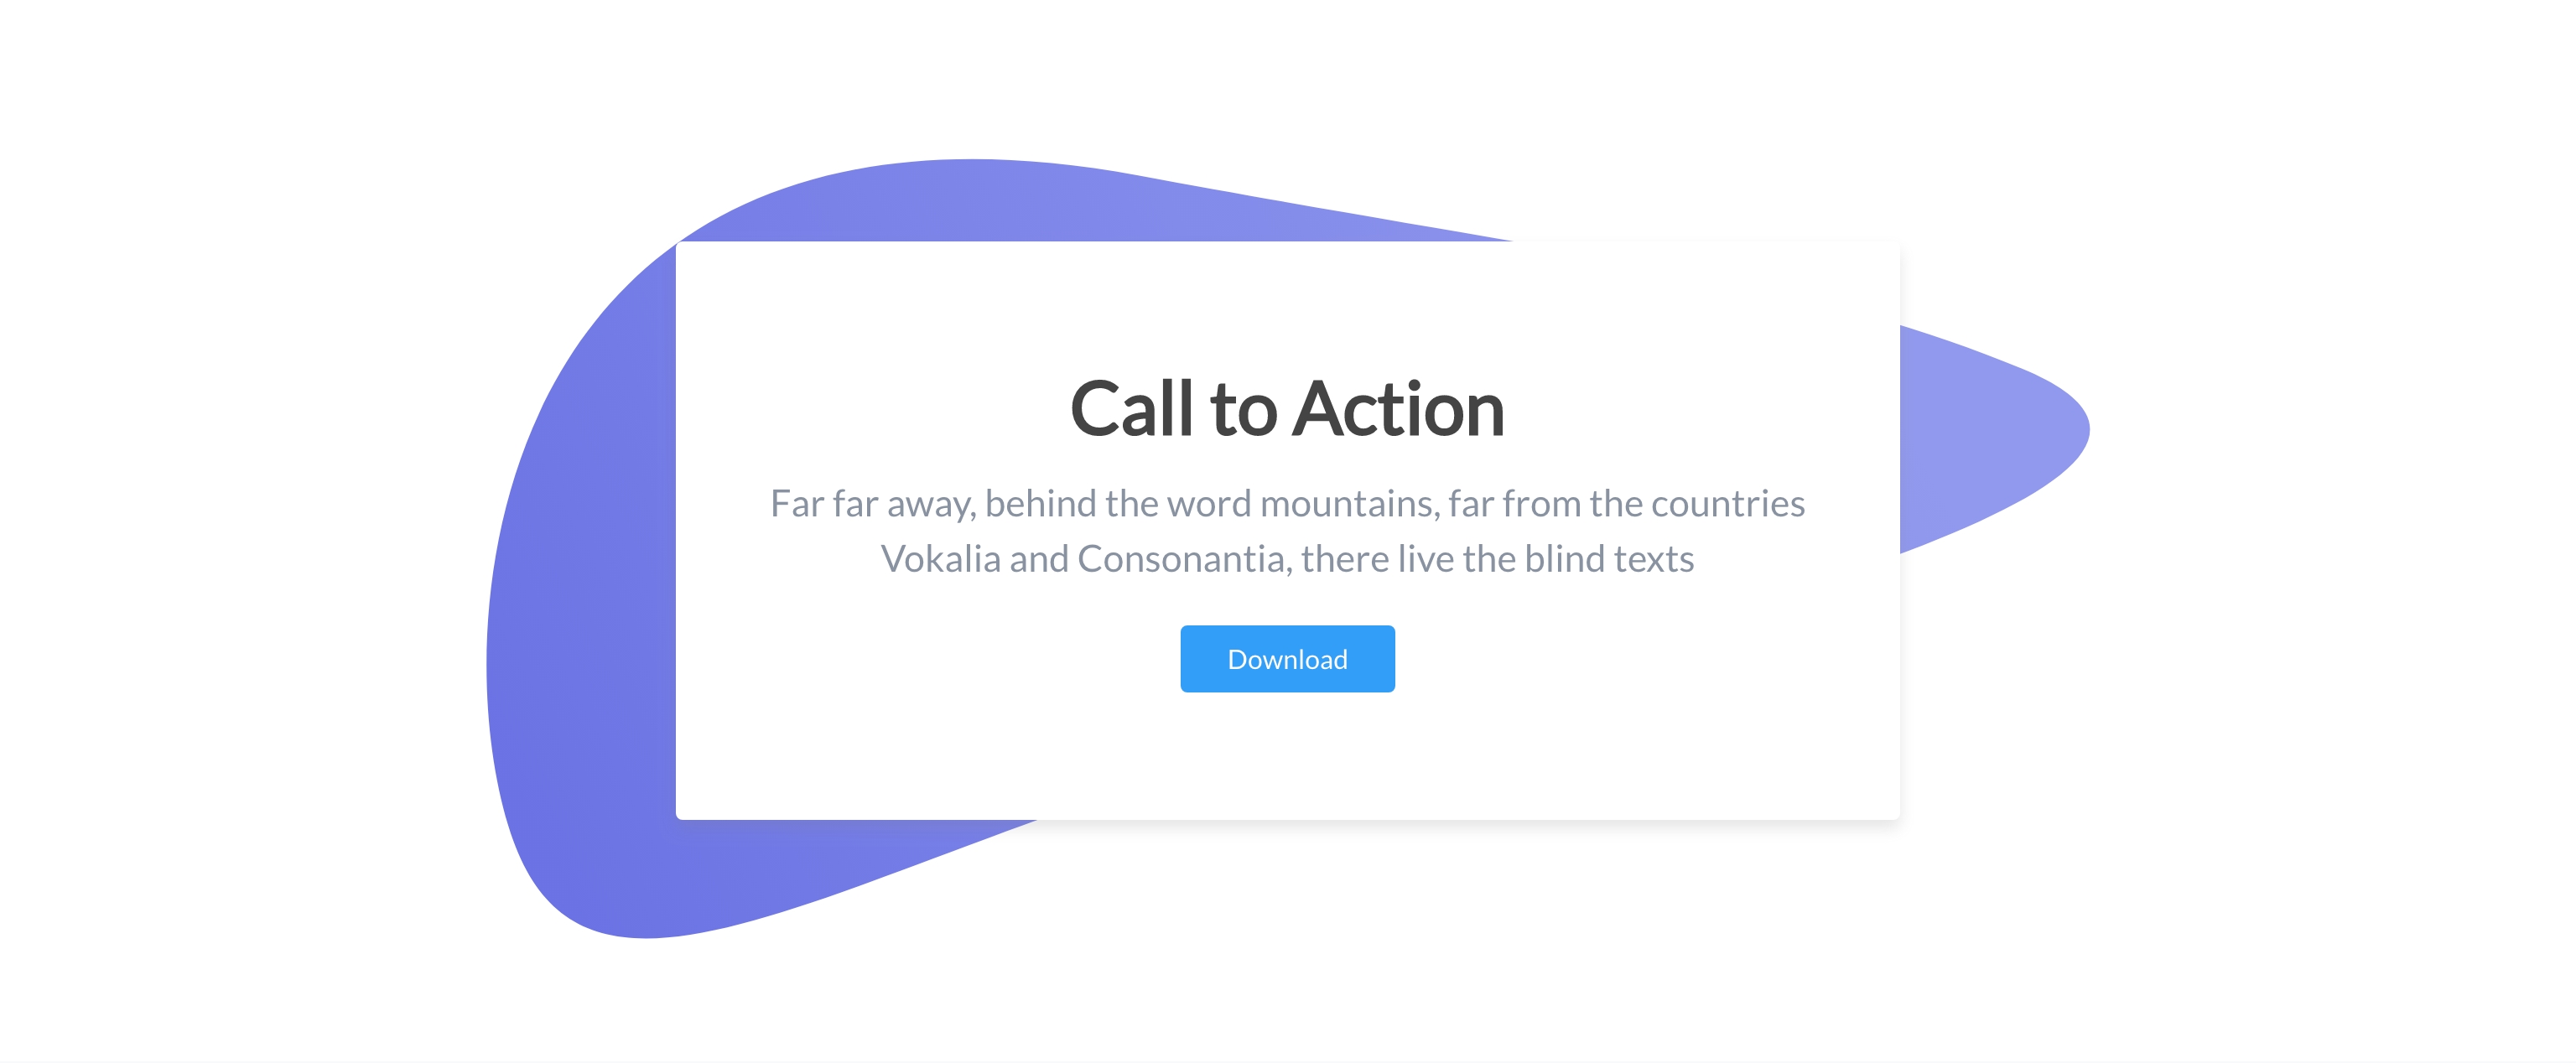 Call to Action
Far far away, behind the word mountains, far from the countries
Vokalia and Consonantia, there live the blind texts
Download